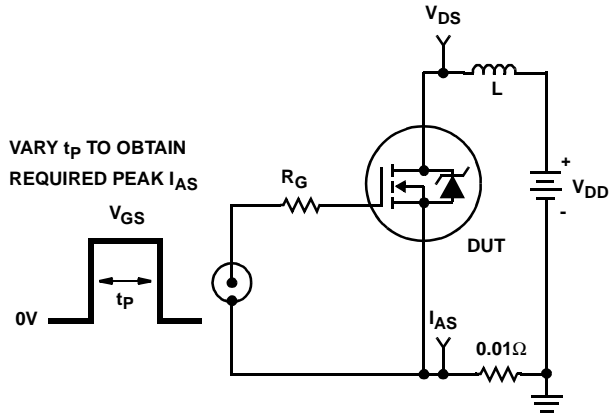 V_DS
L
VARY t_P TO OBTAIN
REQUIRED PEAK I_AS
R_G
+
V_DD
-
V_GS
DUT
t_P
0V
I_AS
0.01Ω